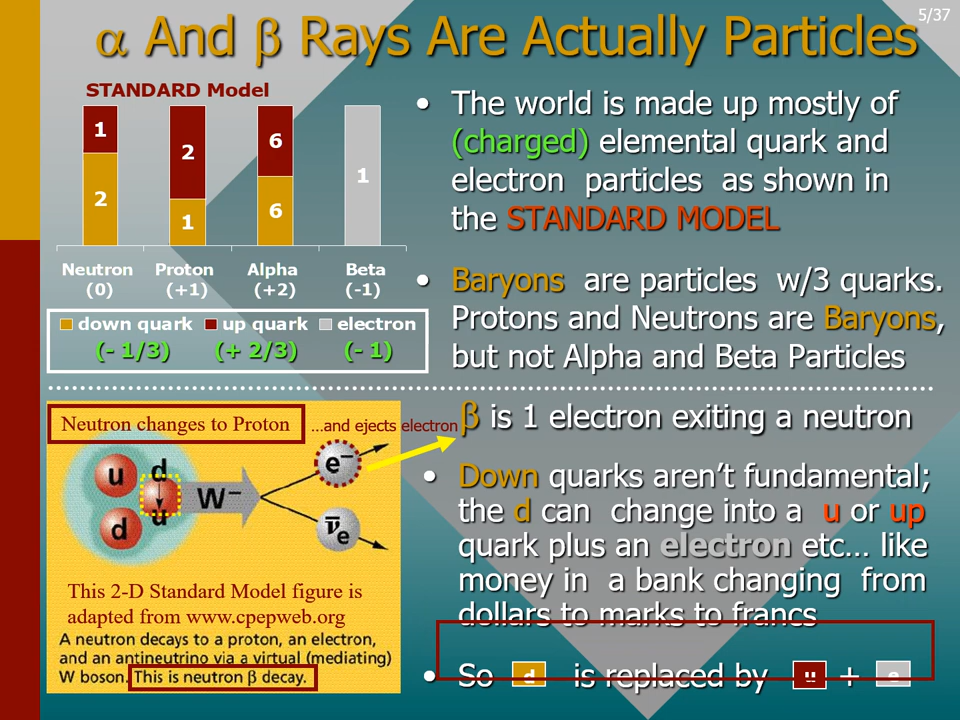 5/37
α And β Rays Are Actually Particles
STANDARD Model
1
2
2
1
6
6
1
Neutron
(0)
Proton
(+1)
Alpha
(+2)
Beta
(-1)
down quark
up quark
electron
(- 1/3)
(+ 2/3)
(- 1)
• The world is made up mostly of
(charged) elemental quark and
electron particles as shown in
the STANDARD MODEL
• Baryons are particles w/3 quarks.
Protons and Neutrons are Baryons,
but not Alpha and Beta Particles
Neutron changes to Proton
...and ejects electron
u
d
d
u
W⁻
e⁻
ν̅e
This 2-D Standard Model figure is
adapted from www.cpepweb.org
A neutron decays to a proton, an electron,
and an antineutrino via a virtual (mediating)
W boson. This is neutron β decay.
β is 1 electron exiting a neutron
• Down quarks aren't fundamental;
the d can change into a u or up
quark plus an electron etc... like
money in a bank changing from
dollars to marks to francs
• So d is replaced by u + e